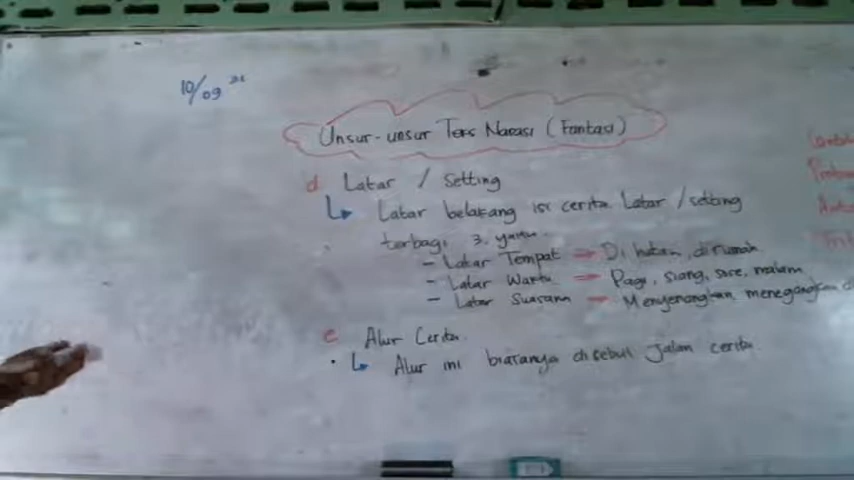 10/09
Unsur-unsur Teks Narasi (Fantasi)
d Latar / Setting
Latar belakang isi cerita Latar / setting
terbagi 3, yaitu.
- Latar Tempat → Di hutan, dirumah
- Latar Waktu → Pagi, siang, sore, malam
- Latar Suasana → Menyenangkan, menegangkan
e Alur Cerita
Alur ini biasanya disebut Jalan cerita